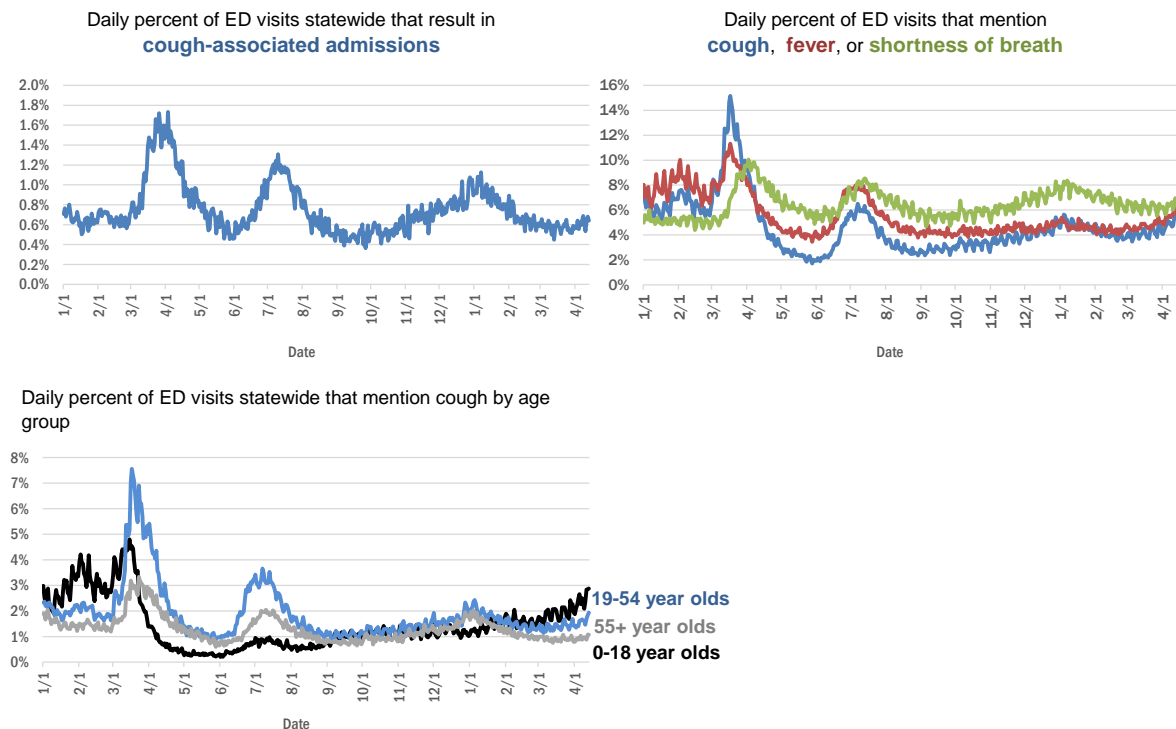 Daily percent of ED visits statewide that result in
cough-associated admissions
2.0%
1.8%
1.6%
1.4%
1.2%
1.0%
0.8%
0.6%
0.4%
0.2%
0.0%
1/1 2/1 3/1 4/1 5/1 6/1 7/1 8/1 9/1 10/1 11/1 12/1 1/1 2/1 3/1 4/1
Date
Daily percent of ED visits that mention
cough, fever, or shortness of breath
16%
14%
12%
10%
8%
6%
4%
2%
0%
1/1 2/1 3/1 4/1 5/1 6/1 7/1 8/1 9/1 10/1 11/1 12/1 1/1 2/1 3/1 4/1
Date
Daily percent of ED visits statewide that mention cough by age
group
8%
7%
6%
5%
4%
3%
2%
1%
0%
1/1 2/1 3/1 4/1 5/1 6/1 7/1 8/1 9/1 10/1 11/1 12/1 1/1 2/1 3/1 4/1
Date
19-54 year olds
55+ year olds
0-18 year olds